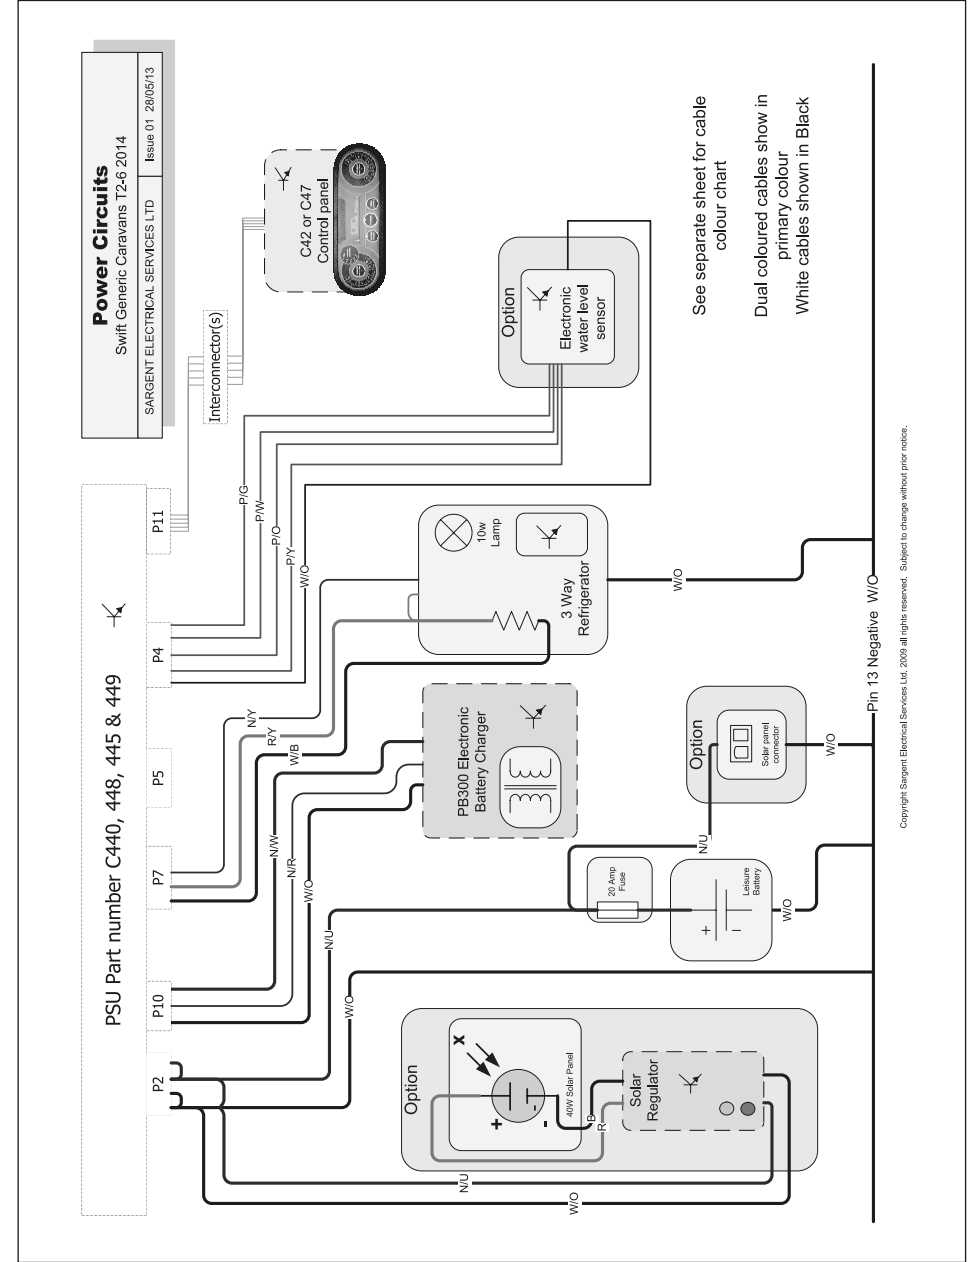 Power Circuits
Swift Generic Caravans T2-6 2014
SARGENT ELECTRICAL SERVICES LTD
Issue 01 28/05/13
PSU Part number C440, 448, 445 & 449
P2
P10
P7
P5
P4
P11
Interconnector(s)
C42 or C47
Control panel
P/G
P/W
P/O
P/Y
W/O
Option
Electronic
water level
sensor
N/Y
R/Y
W/B
10w
Lamp
3 Way
Refrigerator
W/O
N/W
N/R
W/O
PB300 Electronic
Battery Charger
N/U
W/O
20 Amp
Fuse
+
−
Leisure
Battery
W/O
N/U
Option
Solar panel
connector
W/O
Option
X
+
-
-
40W Solar Panel
B
R
Solar
Regulator
N/U
W/O
Pin 13 Negative W/O
See separate sheet for cable
colour chart
Dual coloured cables show in
primary colour
White cables shown in Black
Copyright Sargent Electrical Services Ltd. 2009 all rights reserved. Subject to change without prior notice.